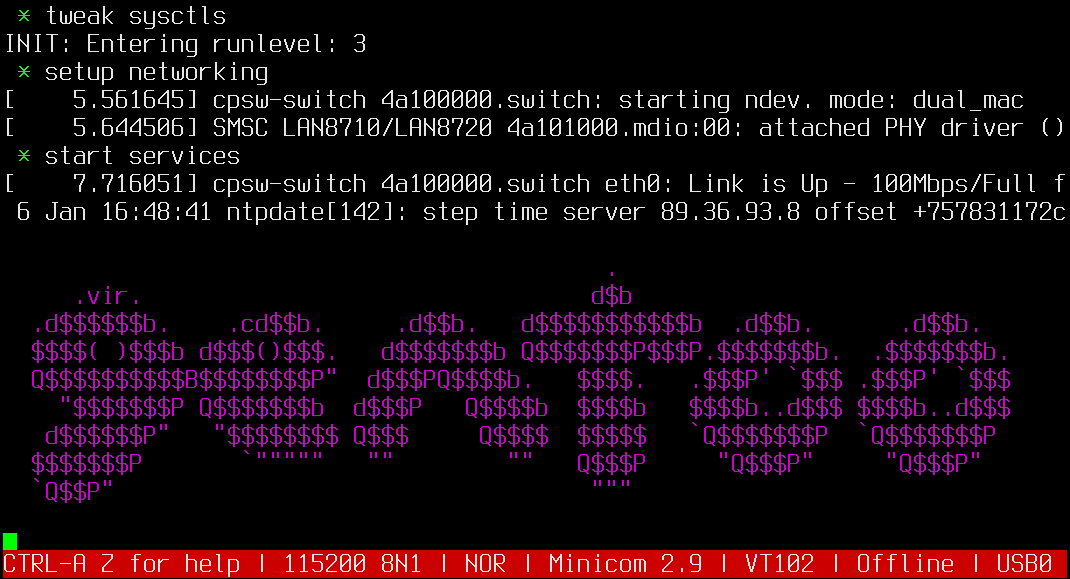 * tweak sysctls
INIT: Entering runlevel: 3
* setup networking
[    5.561645] cpsw-switch 4a100000.switch: starting ndev. mode: dual_mac
[    5.644506] SMSC LAN8710/LAN8720 4a101000.mdio:00: attached PHY driver ()
* start services
[    7.716051] cpsw-switch 4a100000.switch eth0: Link is Up - 100Mbps/Full f
6 Jan 16:48:41 ntpdate[142]: step time server 89.36.93.8 offset +757831172c
                                           .
     .vir.                                d$b
  .d$$$$$$b.    .cd$$b.     .d$$b.   d$$$$$$$$$$$b  .d$$b.      .d$$b.
  $$$$( )$$$b d$$$()$$$.   d$$$$$$$b Q$$$$$$$P$$$P.$$$$$$$b.  .$$$$$$$b.
  Q$$$$$$$$$$B$$$$$$$$P"  d$$$PQ$$$$b.   $$$$.   .$$$P' `$$$ .$$$P' `$$$
    "$$$$$$$P Q$$$$$$$b  d$$$P   Q$$$$b  $$$$b   $$$$b..d$$$ $$$$b..d$$$
   d$$$$$$P"   "$$$$$$$$ Q$$$     Q$$$$  $$$$$   `Q$$$$$$$P  `Q$$$$$$$P
  $$$$$$$P       `"""""   ""        ""   Q$$$P     "Q$$$P"     "Q$$$P"
  `Q$$P"                                  """
CTRL-A Z for help | 115200 8N1 | NOR | Minicom 2.9 | VT102 | Offline | USB0